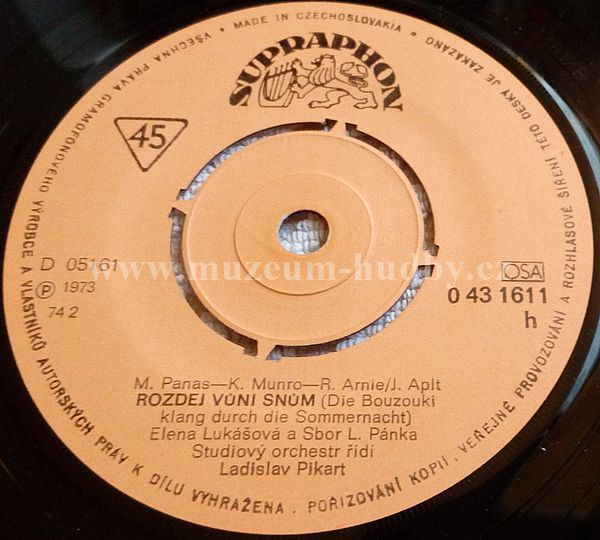 VŠECHNA PRÁVA GRAMOFONOVÉHO VÝROBCE A VLASTNÍKŮ AUTORSKÝCH PRÁV K DÍLU VYHRAŽENA. POŘIZOVÁNÍ KOPIÍ, VEŘEJNÉ PROVOZOVÁNÍ A ROZHLASOVÉ ŠÍŘENÍ TÉTO DESKY JE ZAKÁZÁNO
• MADE IN CZECHOSLOVAKIA •
SUPRAPHON
45
D 05161
Ⓟ 1973
74 2
www.muzeum-hudby.cz
OSA
0 43 1611
h
M. Panas—K. Munro—R. Arnie/J. Aplt
ROZDEJ VŮNI SNŮM (Die Bouzouki
klang durch die Sommernacht)
Elena Lukášová a Sbor L. Pánka
Studiový orchestr řídí
Ladislav Pikart